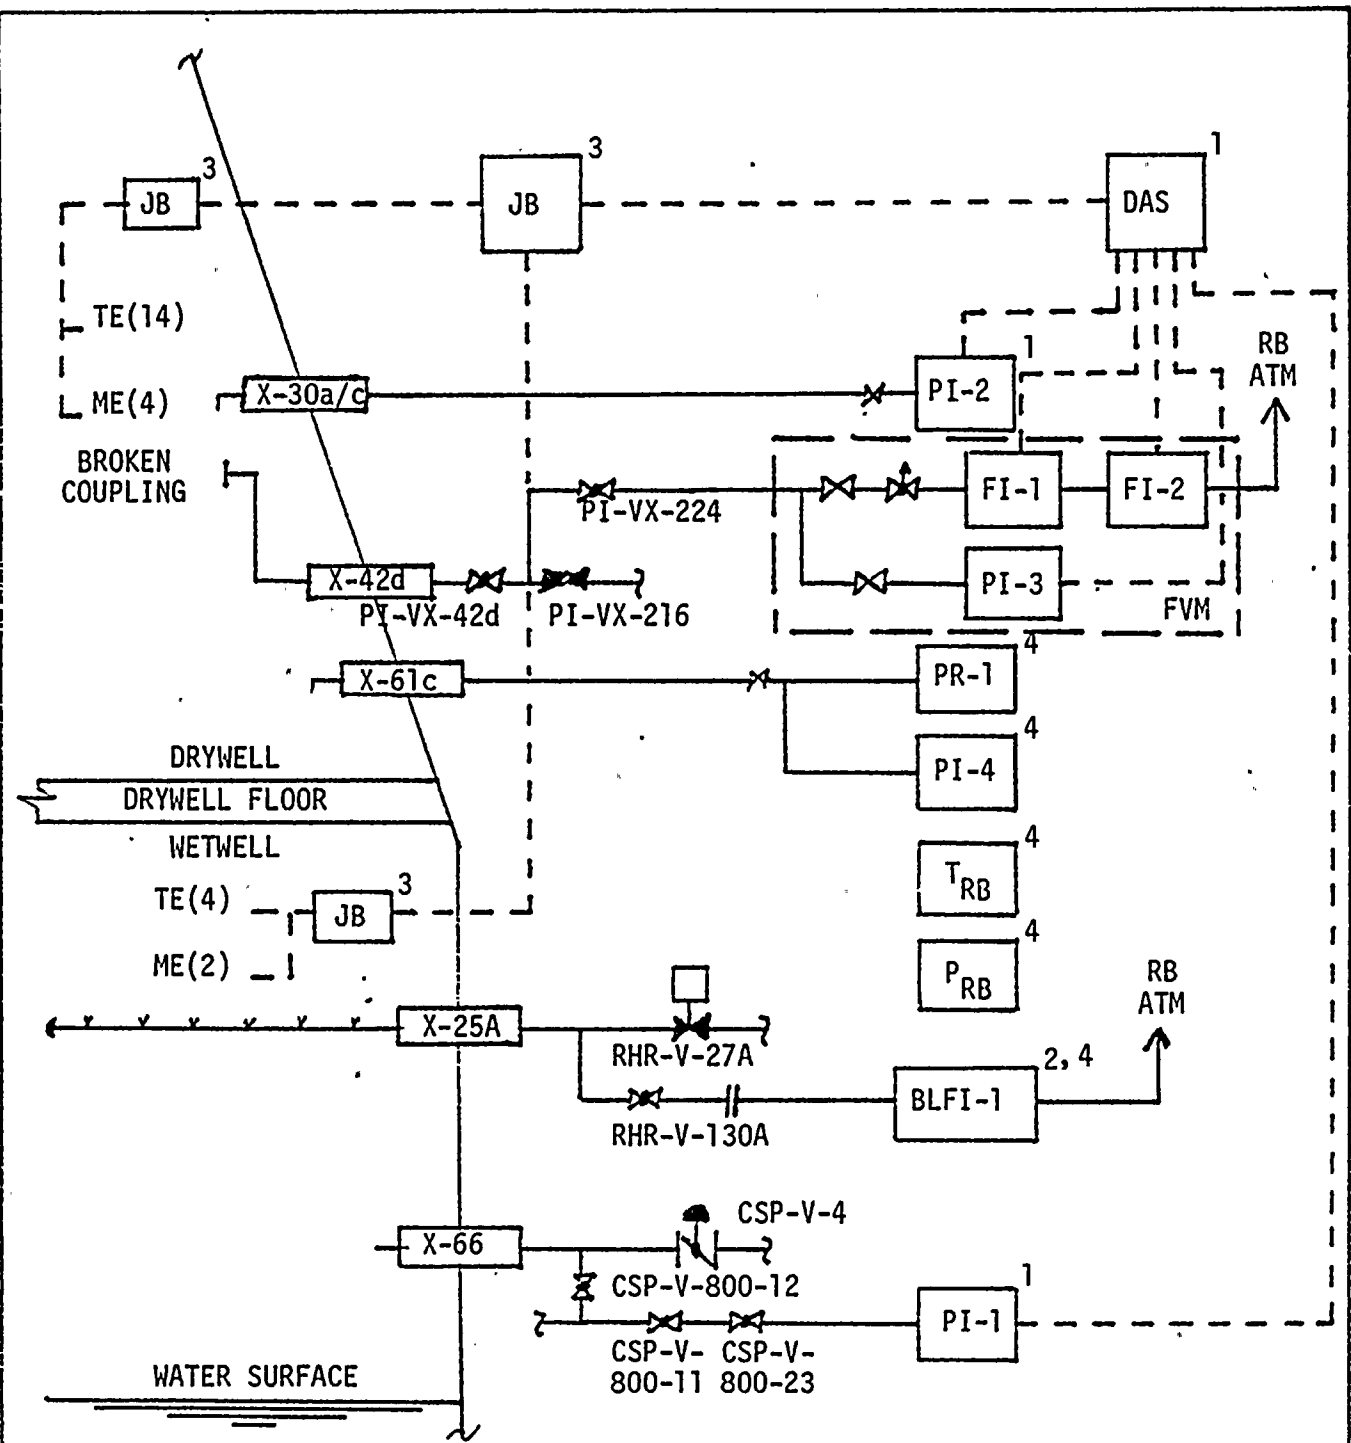 3
JB
3
JB
1
DAS
TE(14)
ME(4)
X-30a/c
1
PI-2
RB
ATM
BROKEN
COUPLING
PI-VX-224
FI-1
FI-2
X-42d
PI-VX-42d
PI-VX-216
PI-3
FVM
X-61c
4
PR-1
4
PI-4
DRYWELL
DRYWELL FLOOR
WETWELL
4
TRB
TE(4)
3
JB
ME(2)
4
PRB
X-25A
RHR-V-27A
RB
ATM
2,4
BLFI-1
RHR-V-130A
X-66
CSP-V-4
CSP-V-800-12
1
PI-1
CSP-V-
800-11
CSP-V-
800-23
WATER SURFACE